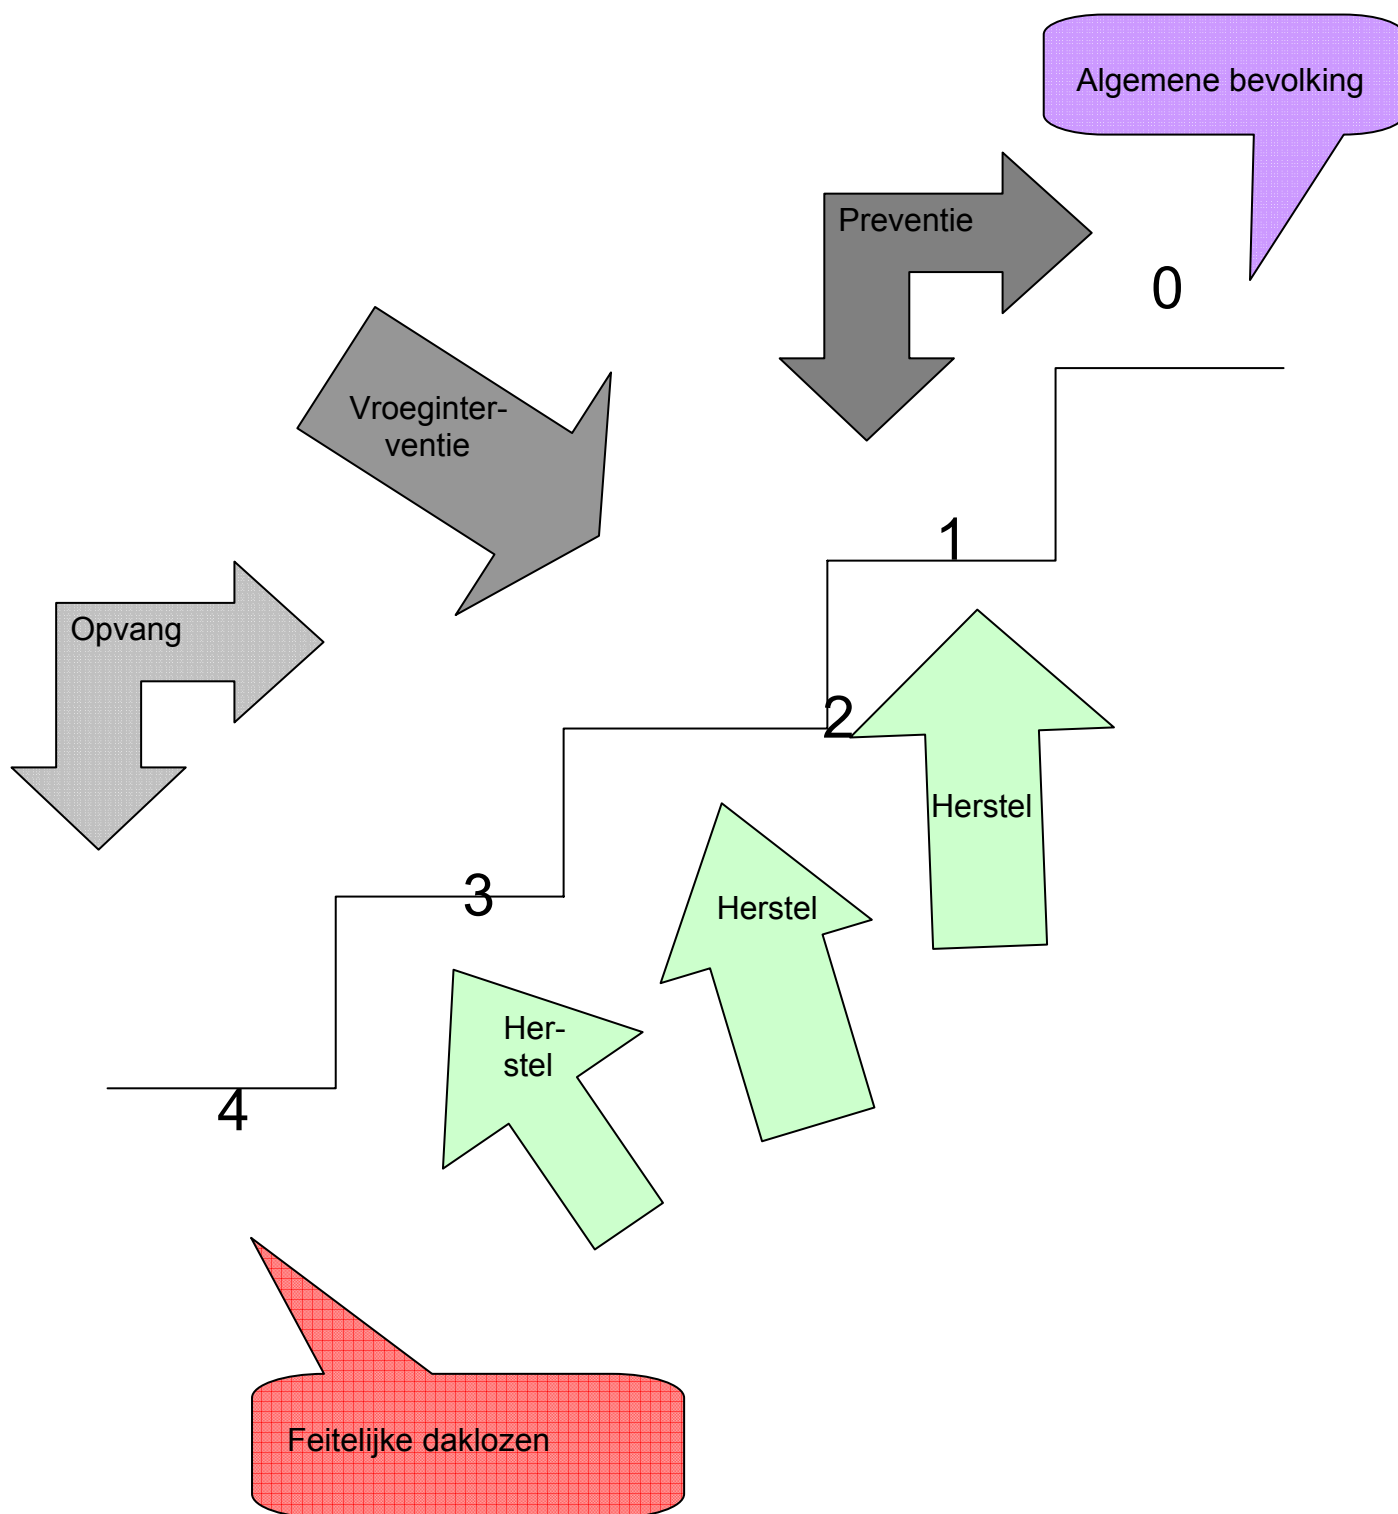 Algemene bevolking
Preventie
0
Vroeginter-
ventie
1
Opvang
2
Herstel
3
Herstel
Her-
stel
4
Feitelijke daklozen